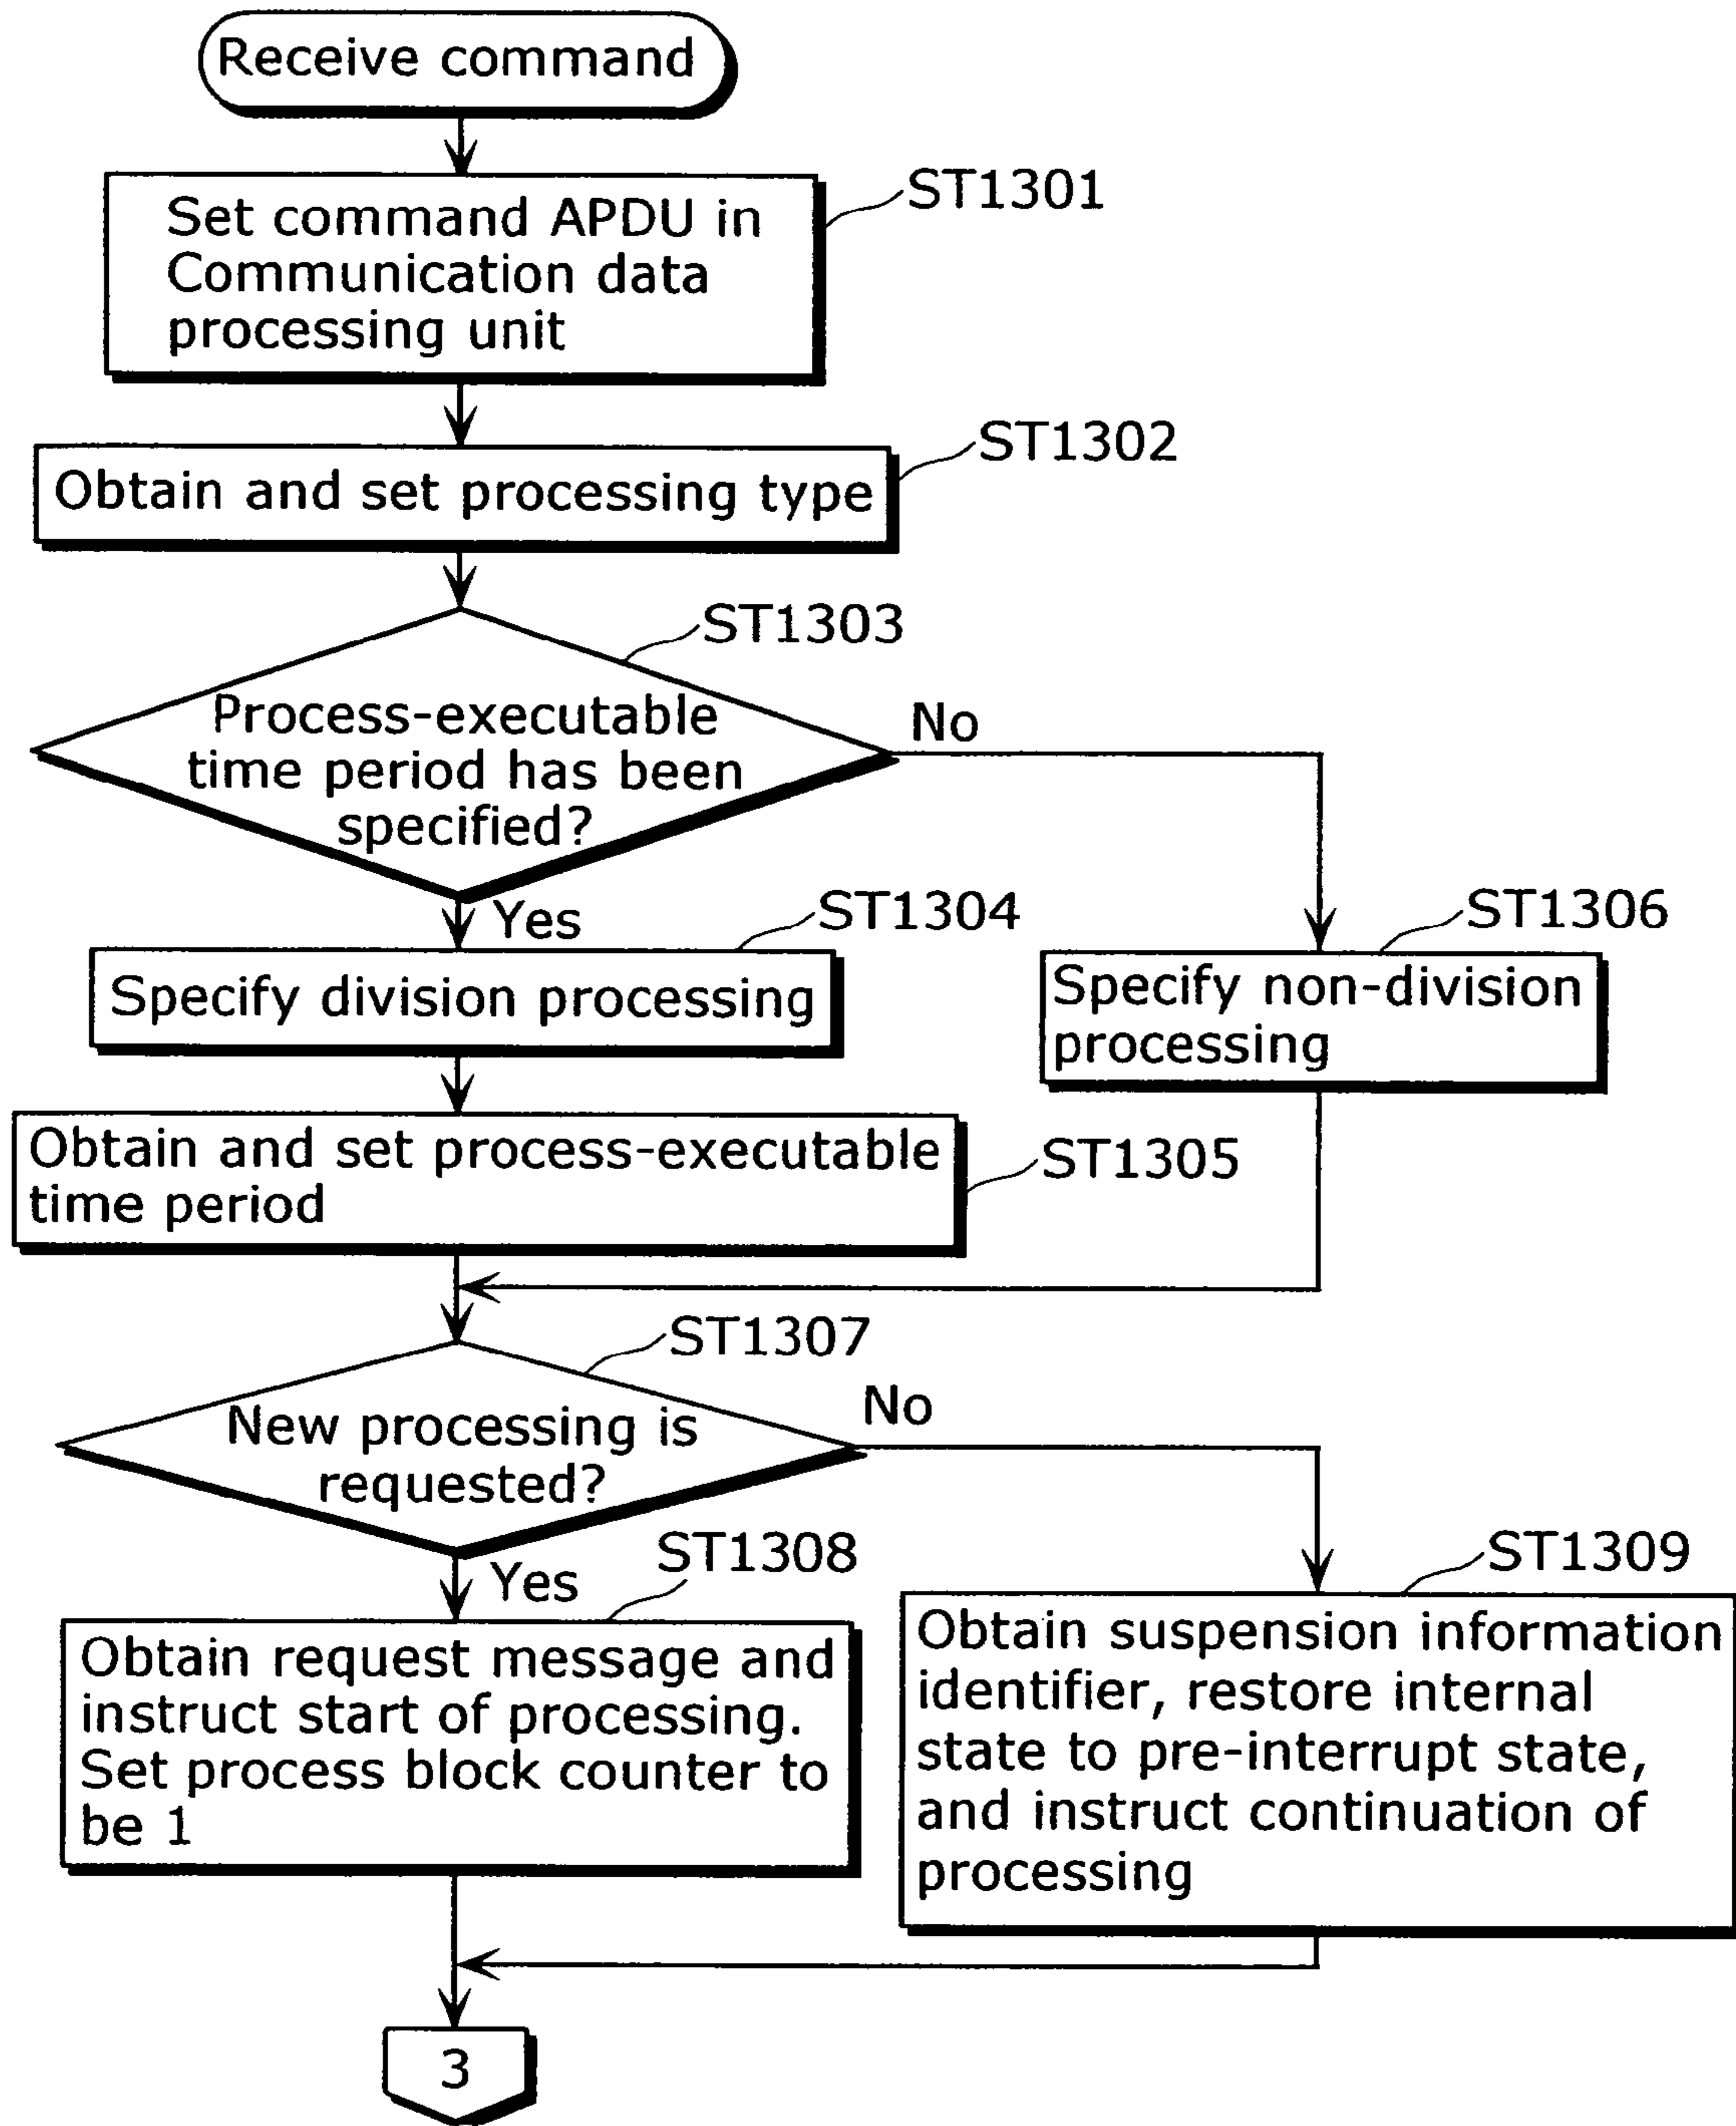 Receive command
ST1301
Set command APDU in
Communication data
processing unit
ST1302
Obtain and set processing type
ST1303
Process-executable
time period has been
specified?
No
Yes
ST1304
ST1306
Specify division processing
Specify non-division
processing
Obtain and set process-executable
time period
ST1305
ST1307
New processing is
requested?
No
Yes
ST1308
ST1309
Obtain request message and
instruct start of processing.
Set process block counter to
be 1
Obtain suspension information
identifier, restore internal
state to pre-interrupt state,
and instruct continuation of
processing
3